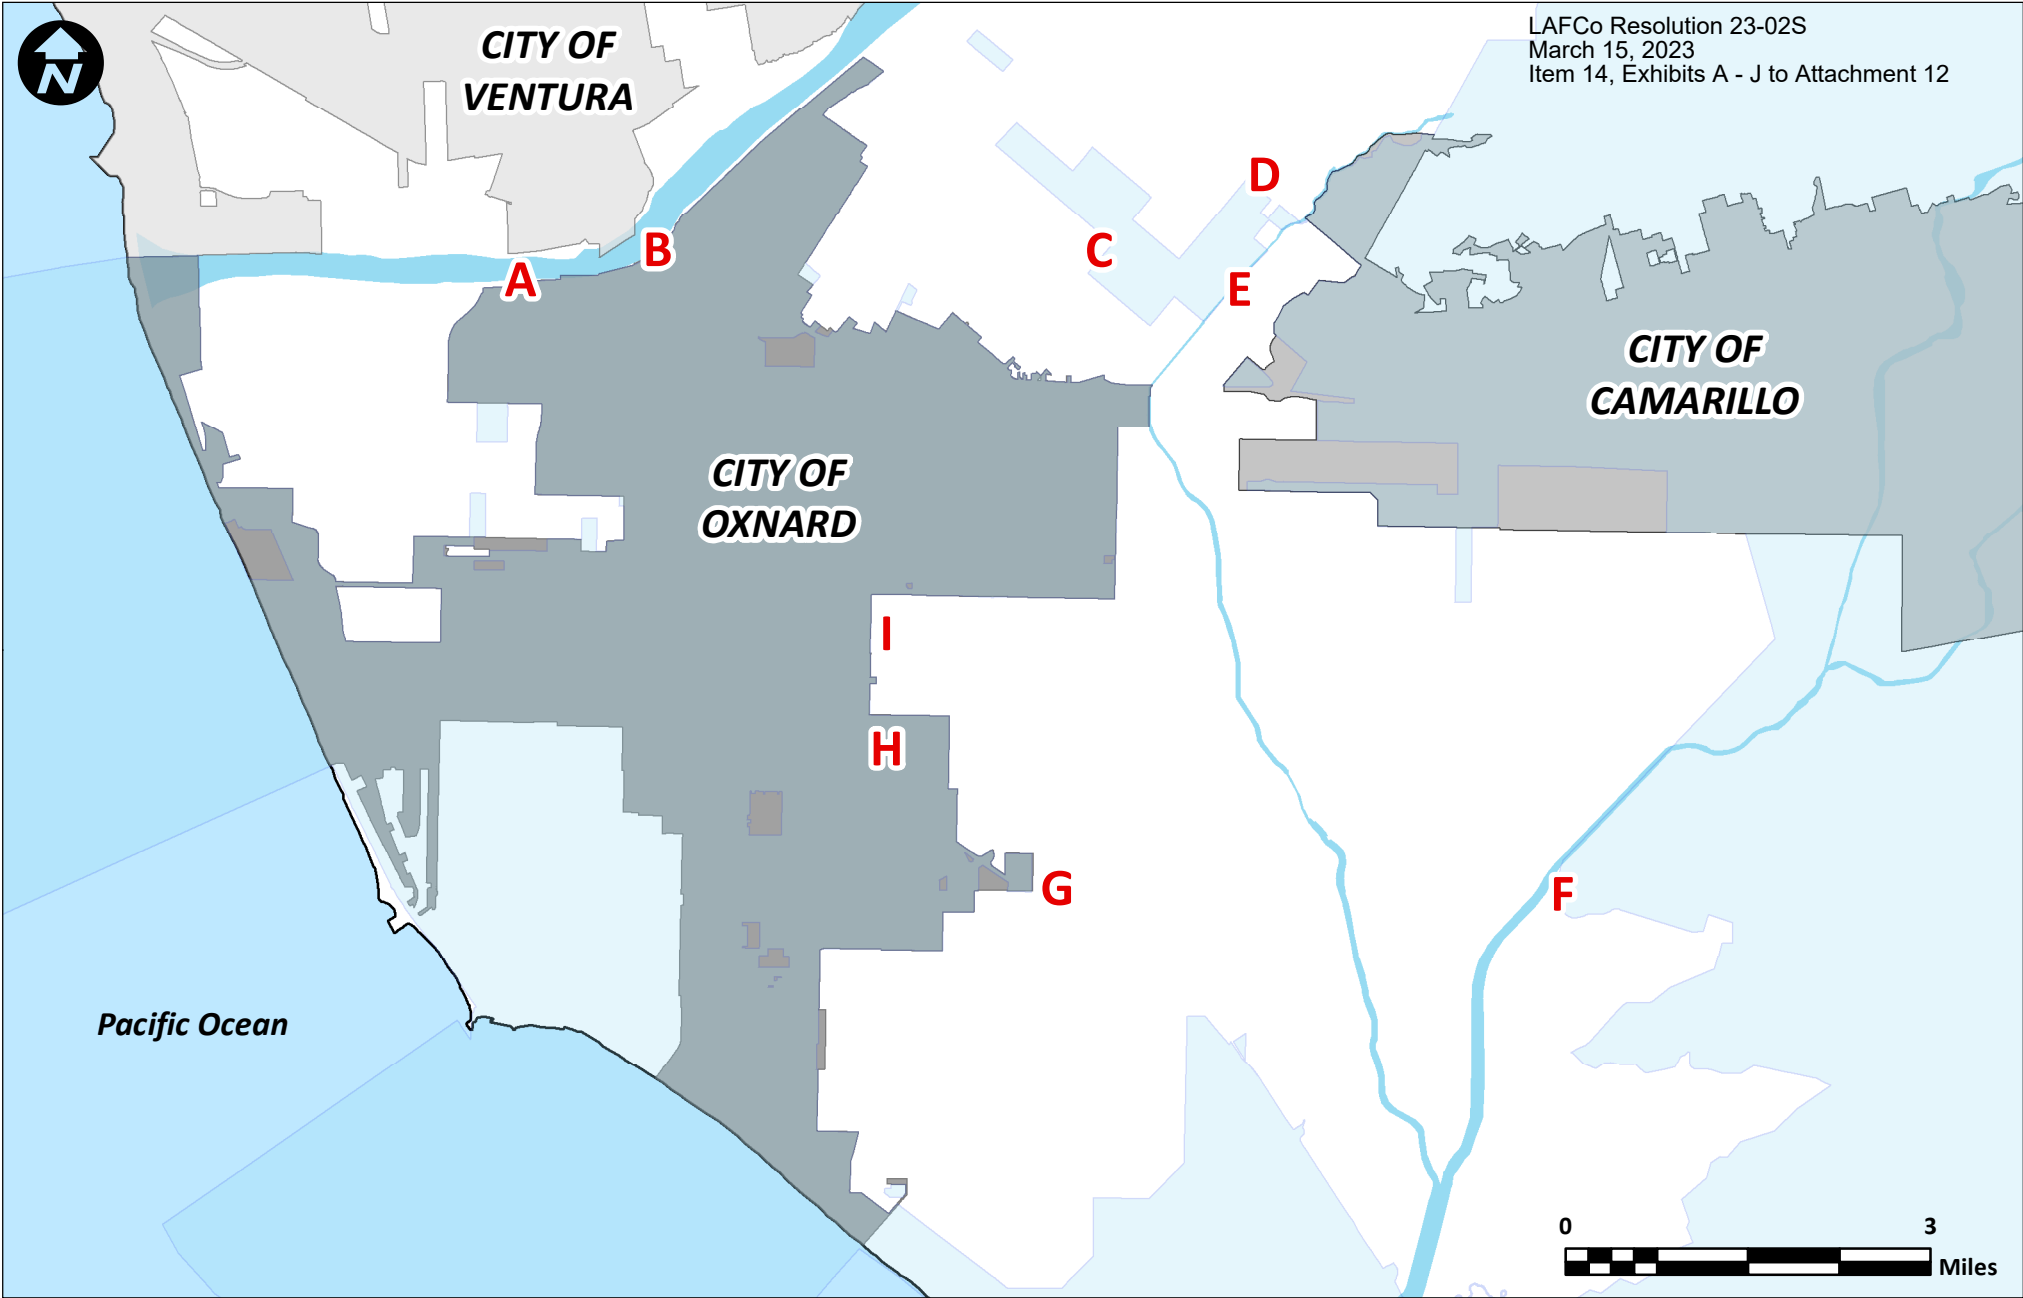 LAFCo Resolution 23-02S
March 15, 2023
Item 14, Exhibits A - J to Attachment 12
N
CITY OF
VENTURA
D
B
C
A
E
CITY OF
CAMARILLO
CITY OF
OXNARD
I
H
G
F
Pacific Ocean
0 3
Miles